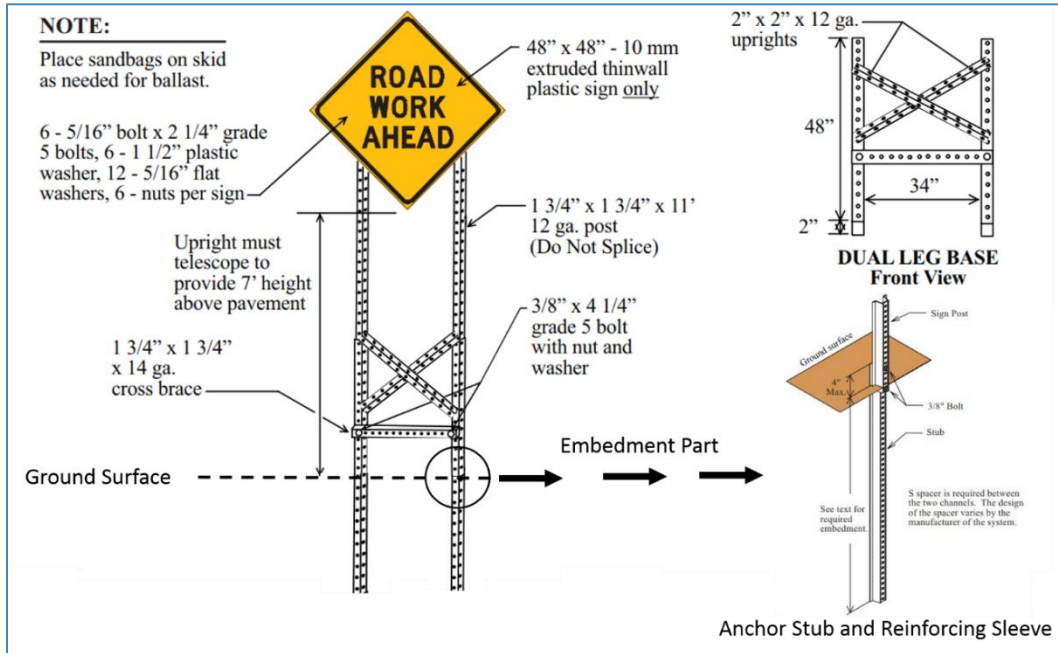 NOTE:
Place sandbags on skid
as needed for ballast.
6 - 5/16” bolt x 2 1/4” grade
5 bolts, 6 - 1 1/2” plastic
washer, 12 - 5/16” flat
washers, 6 - nuts per sign
ROAD
WORK
AHEAD
48” x 48” - 10 mm
extruded thinwall
plastic sign only
Upright must
telescope to
provide 7’ height
above pavement
1 3/4” x 1 3/4” x 11’
12 ga. post
(Do Not Splice)
3/8” x 4 1/4”
grade 5 bolt
with nut and
washer
1 3/4” x 1 3/4”
x 14 ga.
cross brace
Ground Surface
Embedment Part
2” x 2” x 12 ga.
uprights
48”
34”
2”
DUAL LEG BASE
Front View
Sign Post
Ground surface
4"
Max.
3/8" Bolt
Stub
See text for
required
embedment.
S spacer is required between
the two channels. The design
of the spacer varies by the
manufacturer of the system.
Anchor Stub and Reinforcing Sleeve